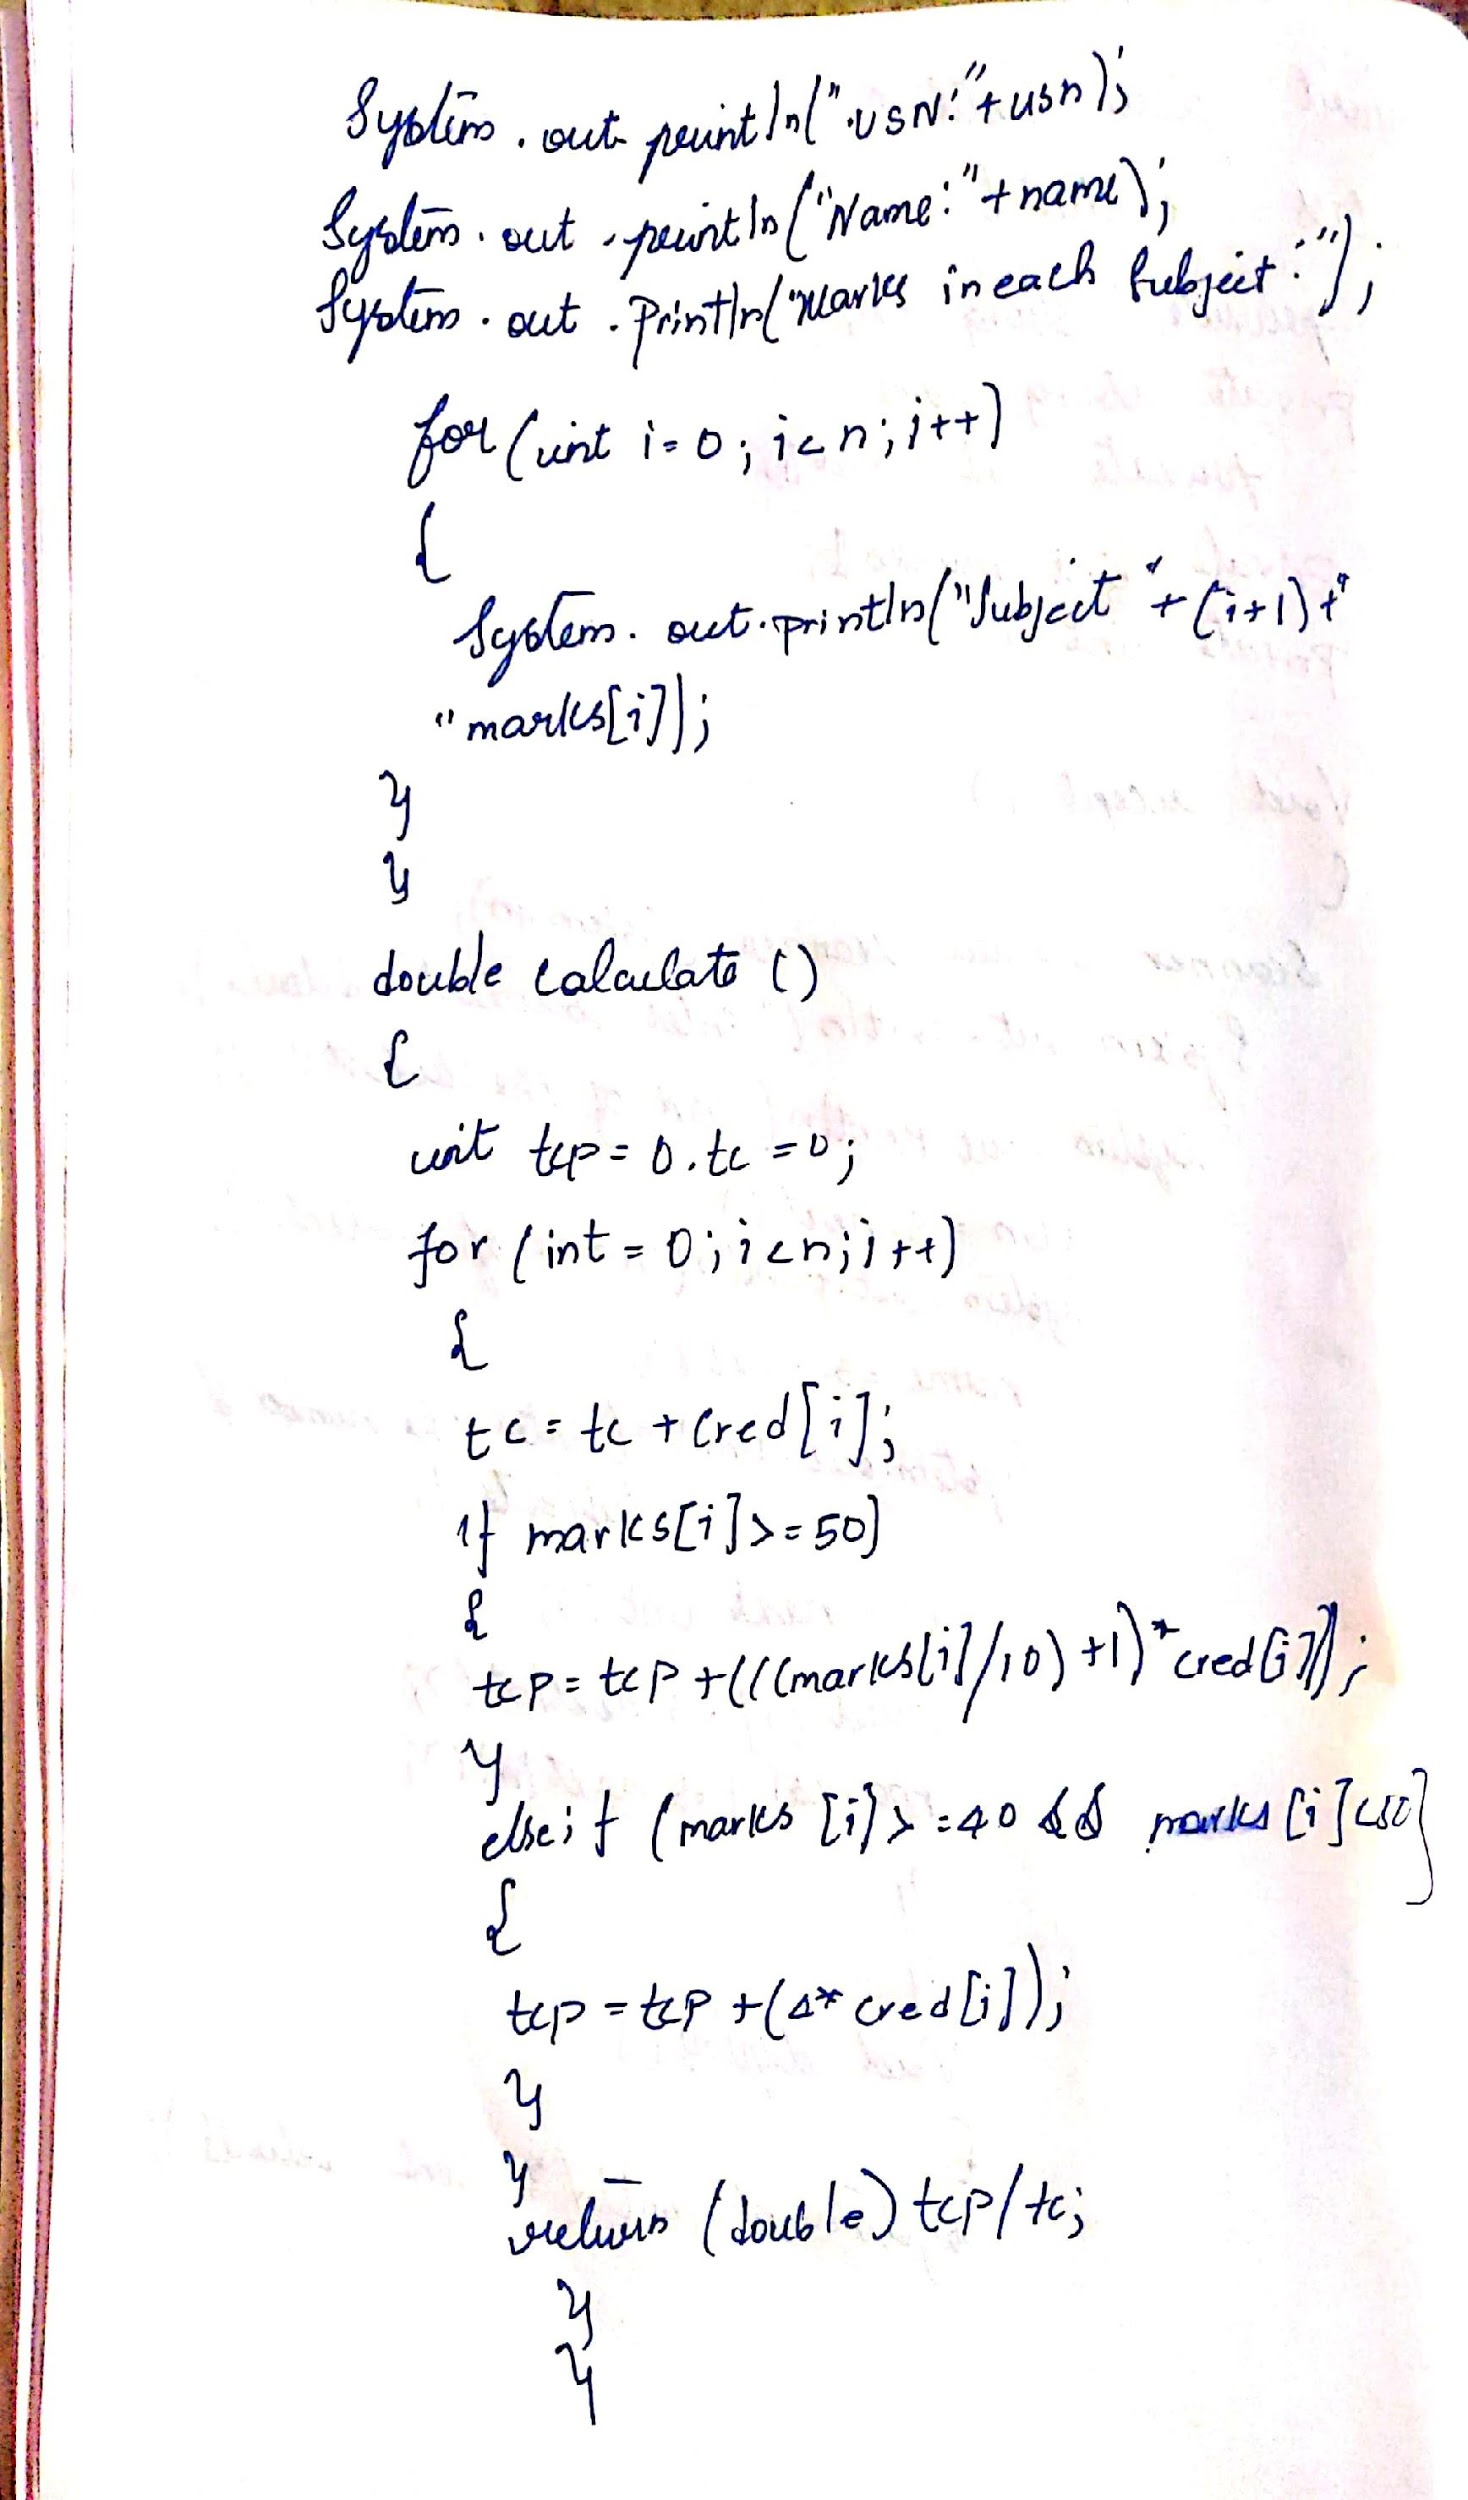 System.out println("USN:"+usn);
System.out.println("Name:"+name);
System.out.println("Marks in each Subject:");
for(int i=0;i<n;i++)
{
System.out.println("Subject "+(i+1)+"
"marks[i]);
}
}
double calculate ()
{
int tcp=0.tc=0;
for(int=0;i<n;i++)
{
tc=tc+cred[i];
if marks[i]>=50)
{
tcp=tcp+(((marks[i]/10)+1)*cred[i]);
}
elseif (marks[i]>=40 && marks[i]<50)
{
tcp=tcp+(4*cred[i]);
}
}
return (double)tcp/tc;
}
}